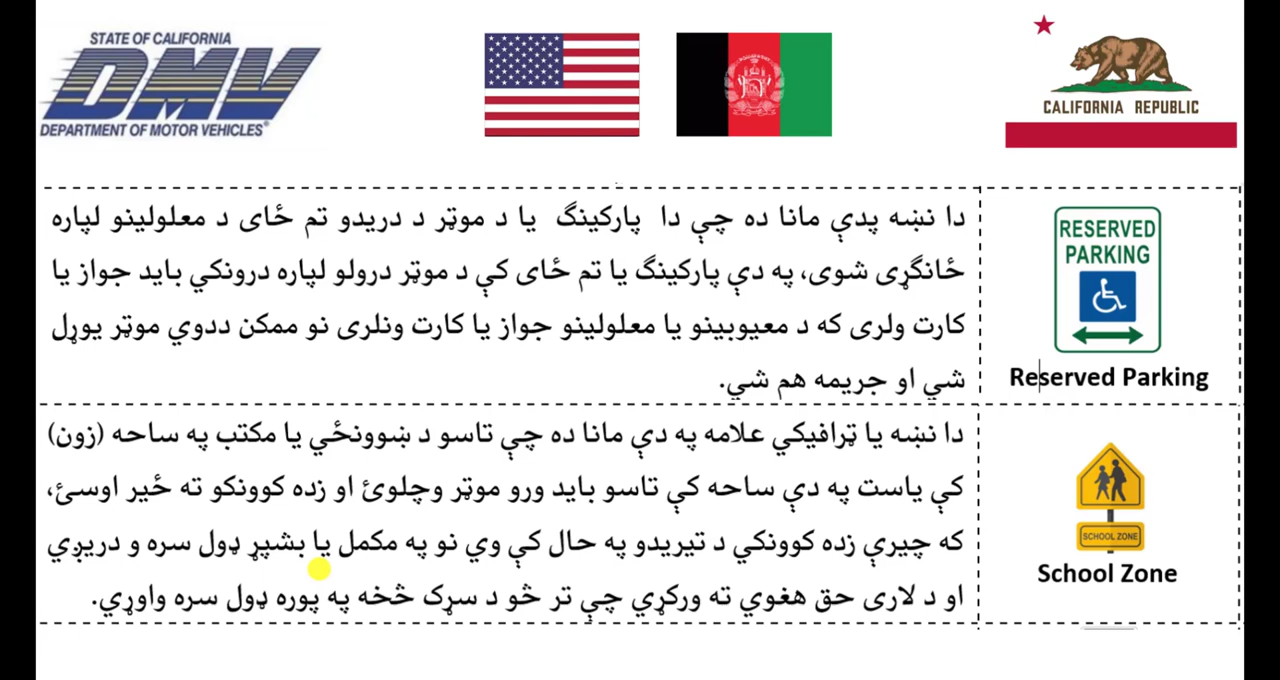 STATE OF CALIFORNIA
DMV
DEPARTMENT OF MOTOR VEHICLES®
CALIFORNIA REPUBLIC
دا نښه پدې مانا ده چې دا پارکینگ یا د موټر د دریدو تم ځای د معلولینو لپاره
ځانګړی شوی، په دې پارکینگ یا تم ځای کې د موټر درولو لپاره درونکي باید جواز یا
کارت ولری که د معیوبینو یا معلولینو جواز یا کارت ونلری نو ممکن ددوي موټر یوړل
شي او جریمه هم شي.
RESERVED
PARKING
Reserved Parking
دا نښه یا ټرافیکي علامه په دې مانا ده چې تاسو د ښوونځي یا مکتب په ساحه (زون)
کې یاست په دې ساحه کې تاسو باید ورو موټر وچلوئ او زده کوونکو ته ځیر اوسئ،
که چیرې زده کوونکي د تیریدو په حال کې وي نو په مکمل یا بشپړ ډول سره و دریږي
او د لاری حق هغوي ته ورکړي چې تر څو د سړک څخه په پوره ډول سره واوړي.
SCHOOL ZONE
School Zone